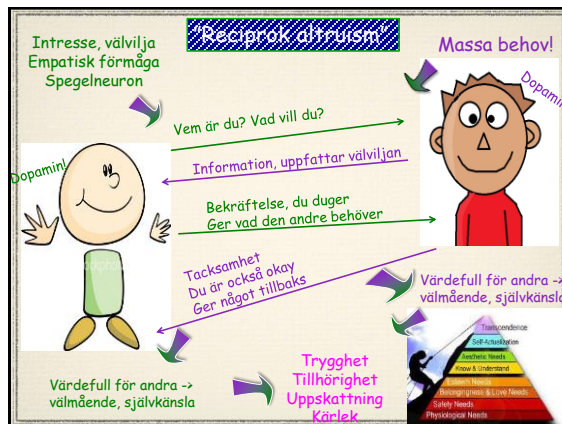 "Reciprok altruism"
Intresse, välvilja
Empatisk förmåga
Spegelneuron
Massa behov!
Dopamin!
Vem är du? Vad vill du?
Information, uppfattar välviljan
Dopamin!
Bekräftelse, du duger
Ger vad den andre behöver
Tacksamhet
Du är också okay
Ger något tillbaks
Värdefull för andra ->
välmående, självkänsla
Trygghet
Tillhörighet
Uppskattning
Kärlek
Värdefull för andra ->
välmående, självkänsla
Transcendence
Self-Actualization
Aesthetic Needs
Know & Understand
Esteem Needs
Belongingness & Love Needs
Safety Needs
Physiological Needs